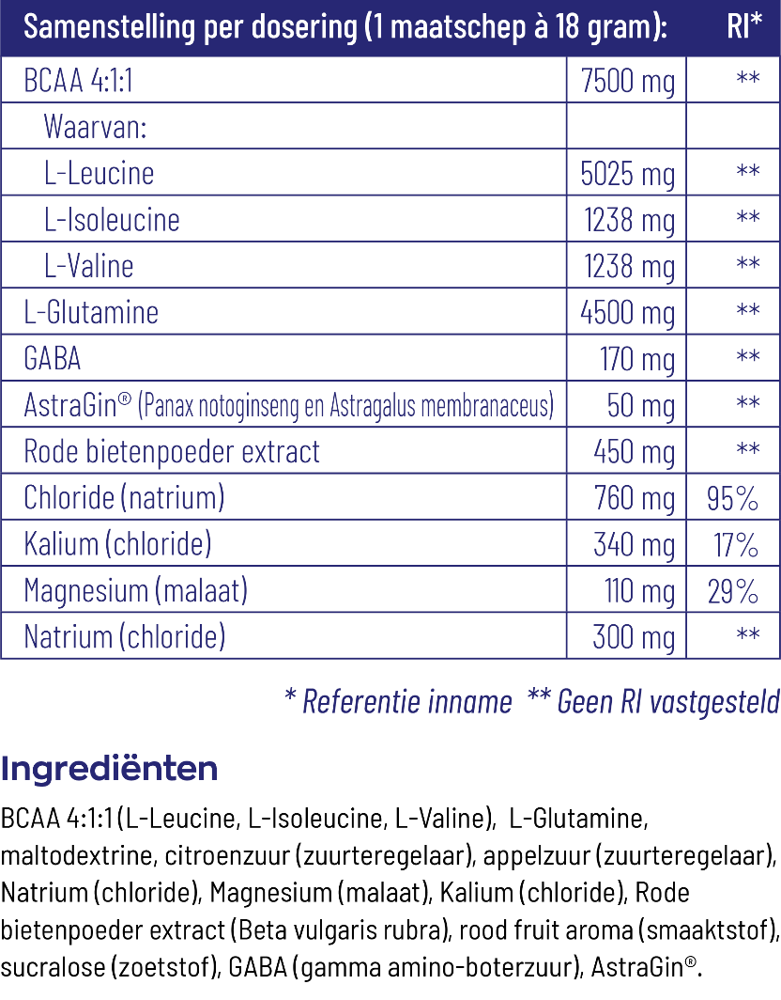 Samenstelling per dosering (1 maatschep à 18 gram): RI*
BCAA 4:1:1 7500 mg **
Waarvan:
L-Leucine 5025 mg **
L-Isoleucine 1238 mg **
L-Valine 1238 mg **
L-Glutamine 4500 mg **
GABA 170 mg **
AstraGin® (Panax notoginseng en Astragalus membranaceus) 50 mg **
Rode bietenpoeder extract 450 mg **
Chloride (natrium) 760 mg 95%
Kalium (chloride) 340 mg 17%
Magnesium (malaat) 110 mg 29%
Natrium (chloride) 300 mg **
* Referentie inname ** Geen RI vastgesteld
Ingrediënten
BCAA 4:1:1 (L-Leucine, L-Isoleucine, L-Valine), L-Glutamine,
maltodextrine, citroenzuur (zuurteregelaar), appelzuur (zuurteregelaar),
Natrium (chloride), Magnesium (malaat), Kalium (chloride), Rode
bietenpoeder extract (Beta vulgaris rubra), rood fruit aroma (smaaktstof),
sucralose (zoetstof), GABA (gamma amino-boterzuur), AstraGin®.